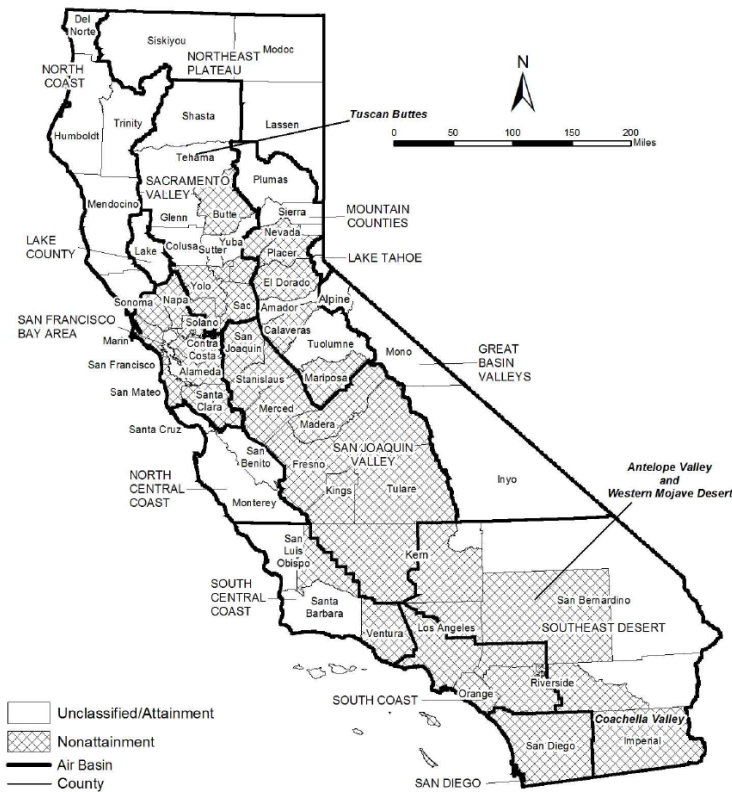 Del
Norte
Siskiyou
Modoc
NORTHEAST
PLATEAU
NORTH
COAST
N
Trinity
Shasta
Lassen
Humboldt
Tuscan Buttes
0 50 100 150 200
Miles
Tehama
Plumas
SACRAMENTO
VALLEY
Mendocino
Butte
Sierra
MOUNTAIN
COUNTIES
Glenn
Nevada
LAKE
COUNTY
Lake
Colusa
Sutter
Yuba
Placer
LAKE TAHOE
Yolo
El Dorado
Sonoma
Napa
Sac
Alpine
Amador
SAN FRANCISCO
BAY AREA
Solano
Calaveras
Marin
Contra
Costa
San
Joaquin
Tuolumne
Mono
GREAT
BASIN
VALLEYS
San Francisco
Alameda
Stanislaus
Mariposa
San Mateo
Santa
Clara
Merced
Madera
Santa Cruz
San
Benito
SAN JOAQUIN
VALLEY
Fresno
Antelope Valley
and
Western Mojave Desert
NORTH
CENTRAL
COAST
Monterey
Kings
Tulare
Inyo
San
Luis
Obispo
Kern
SOUTH
CENTRAL
COAST
Santa
Barbara
San Bernardino
SOUTHEAST DESERT
Ventura
Los Angeles
SOUTH COAST
Orange
Riverside
Coachella Valley
San Diego
Imperial
SAN DIEGO
Unclassified/Attainment
Nonattainment
Air Basin
County